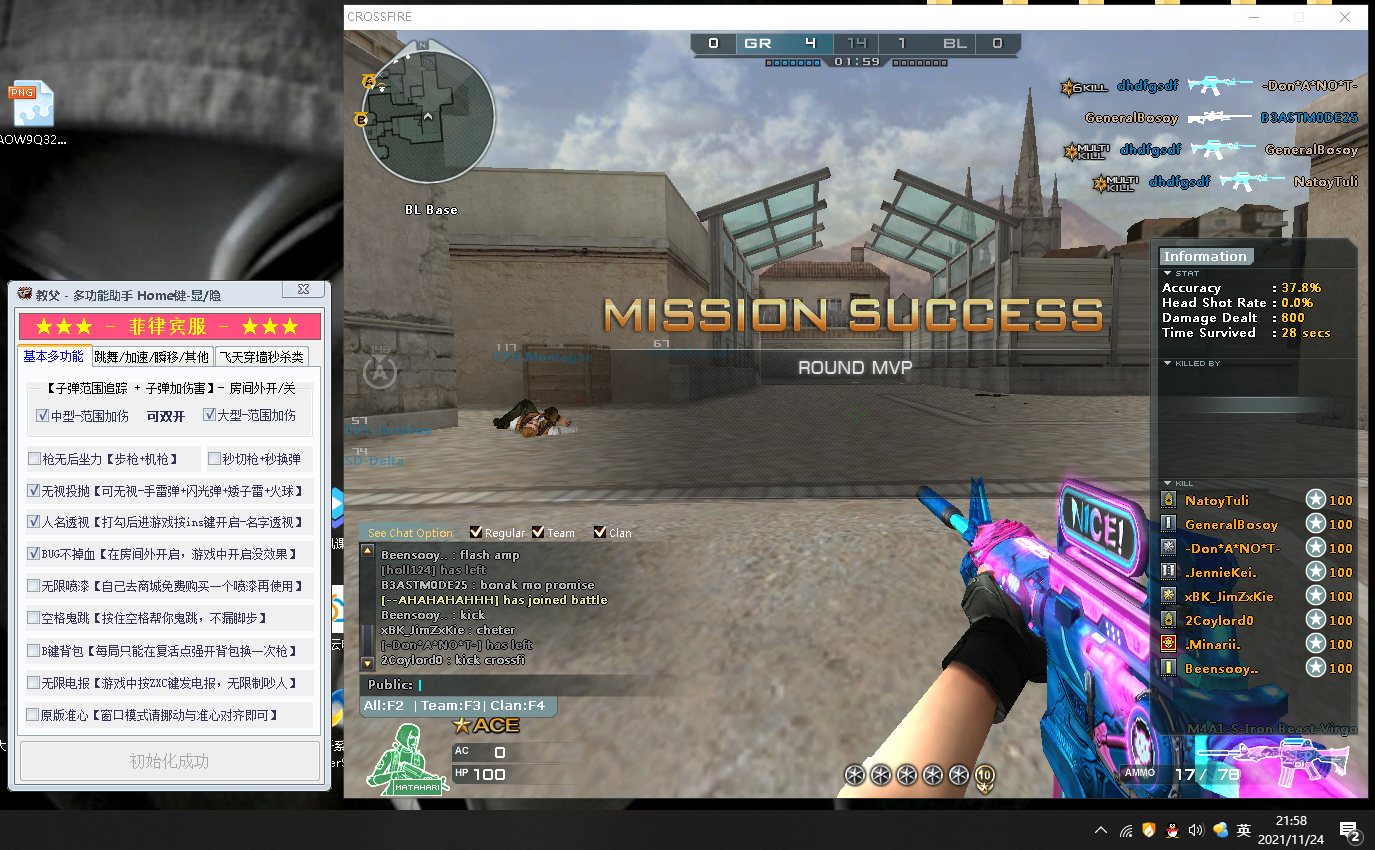 CROSSFIRE
PNG
AOW9Q32...
0 GR 4 14 1 BL 0
01:59
N
A
B
BL Base
6KILL dhdfgsdf -Don*A*NO*T-
GeneralBosoy B3ASTM0DE25
MULTI KILL dhdfgsdf GeneralBosoy
MULTI KILL dhdfgsdf NatoyTuli
MISSION SUCCESS
ROUND MVP
148
A
117
67
57
74
SD_Delta
Information
STAT
Accuracy : 37.8%
Head Shot Rate : 0.0%
Damage Dealt : 800
Time Survived : 28 secs
KILLED BY
KILL
NatoyTuli 100
GeneralBosoy 100
-Don*A*NO*T- 100
.JennieKei. 100
xBK_JimZxKie 100
2Coylord0 100
.Minarii. 100
Beensooy.. 100
NICE!
M4A1-S-Iron Beast-Virgo
AMMO 17 / 78
10
See Chat Option Regular Team Clan
Beensooy.. : flash amp
[holl124] has left
B3ASTM0DE25 : bonak mo promise
[--AHAHAHAHHH] has joined battle
Beensooy.. : kick
xBK_JimZxKie : cheter
[-Don*A*NO*T-] has left
2Coylord0 : kick crossfi
Public:
All:F2 | Team:F3| Clan:F4
ACE
AC 0
HP 100
MATAHARI
教父 - 多功能助手 Home键-显/隐
★★★ - 菲律宾服 - ★★★
基本多功能 跳舞/加速/瞬移/其他 飞天穿墙秒杀类
【子弹范围追踪 + 子弹加伤害】- 房间外开/关
中型-范围加伤 可双开 大型-范围加伤
枪无后坐力【步枪+机枪】 秒切枪+秒换弹
无视投抛【可无视-手雷弹+闪光弹+矮子雷+火球】
人名透视【打勾后进游戏按ins键开启-名字透视】
BUG不掉血【在房间外开启，游戏中开启没效果】
无限喷漆【自己去商城免费购买一个喷漆再使用】
空格鬼跳【按住空格帮你鬼跳，不漏脚步】
B键背包【每局只能在复活点强开背包换一次枪】
无限电报【游戏中按ZXC键发电报，无限制吵人】
原版准心【窗口模式请挪动与准心对齐即可】
初始化成功
英
21:58
2021/11/24
2